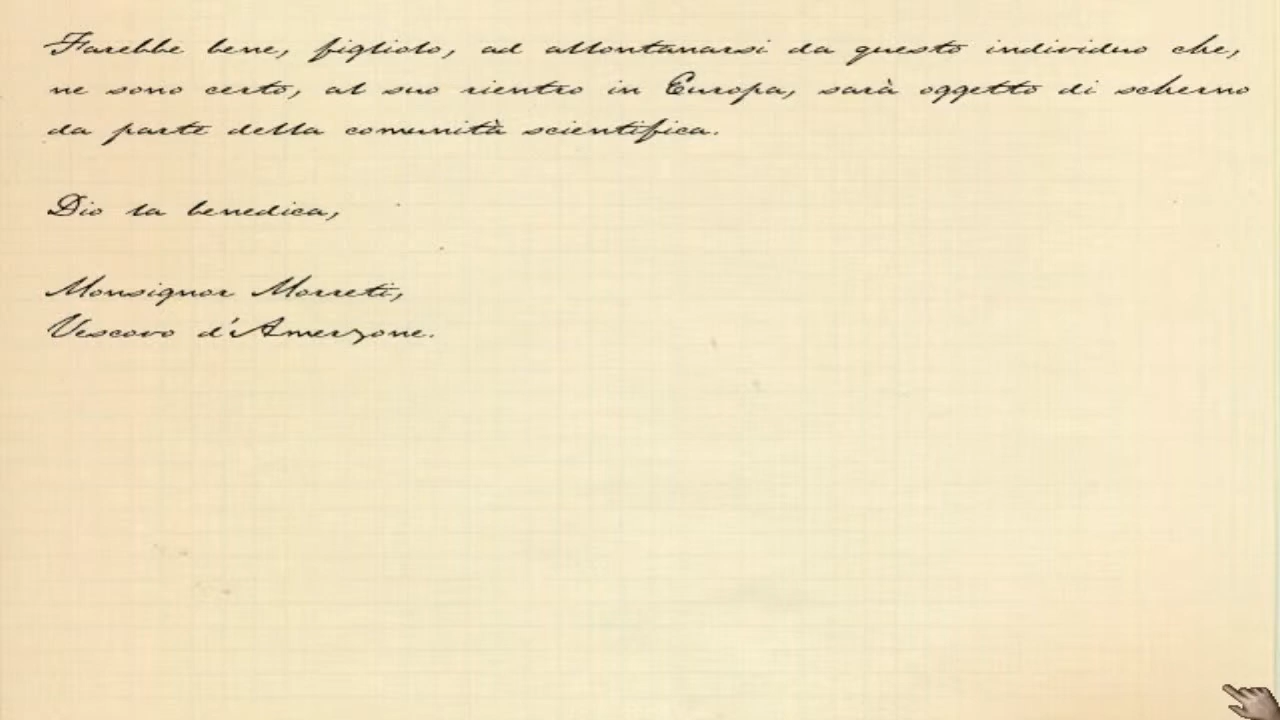 Farebbe bene, figliolo, ad allontanarsi da questo individuo che,
ne sono certo, al suo rientro in Europa, sarà oggetto di scherno
da parte della comunità scientifica.
Dio la benedica,
Monsignor Morreti,
Vescovo d'Amerzone.